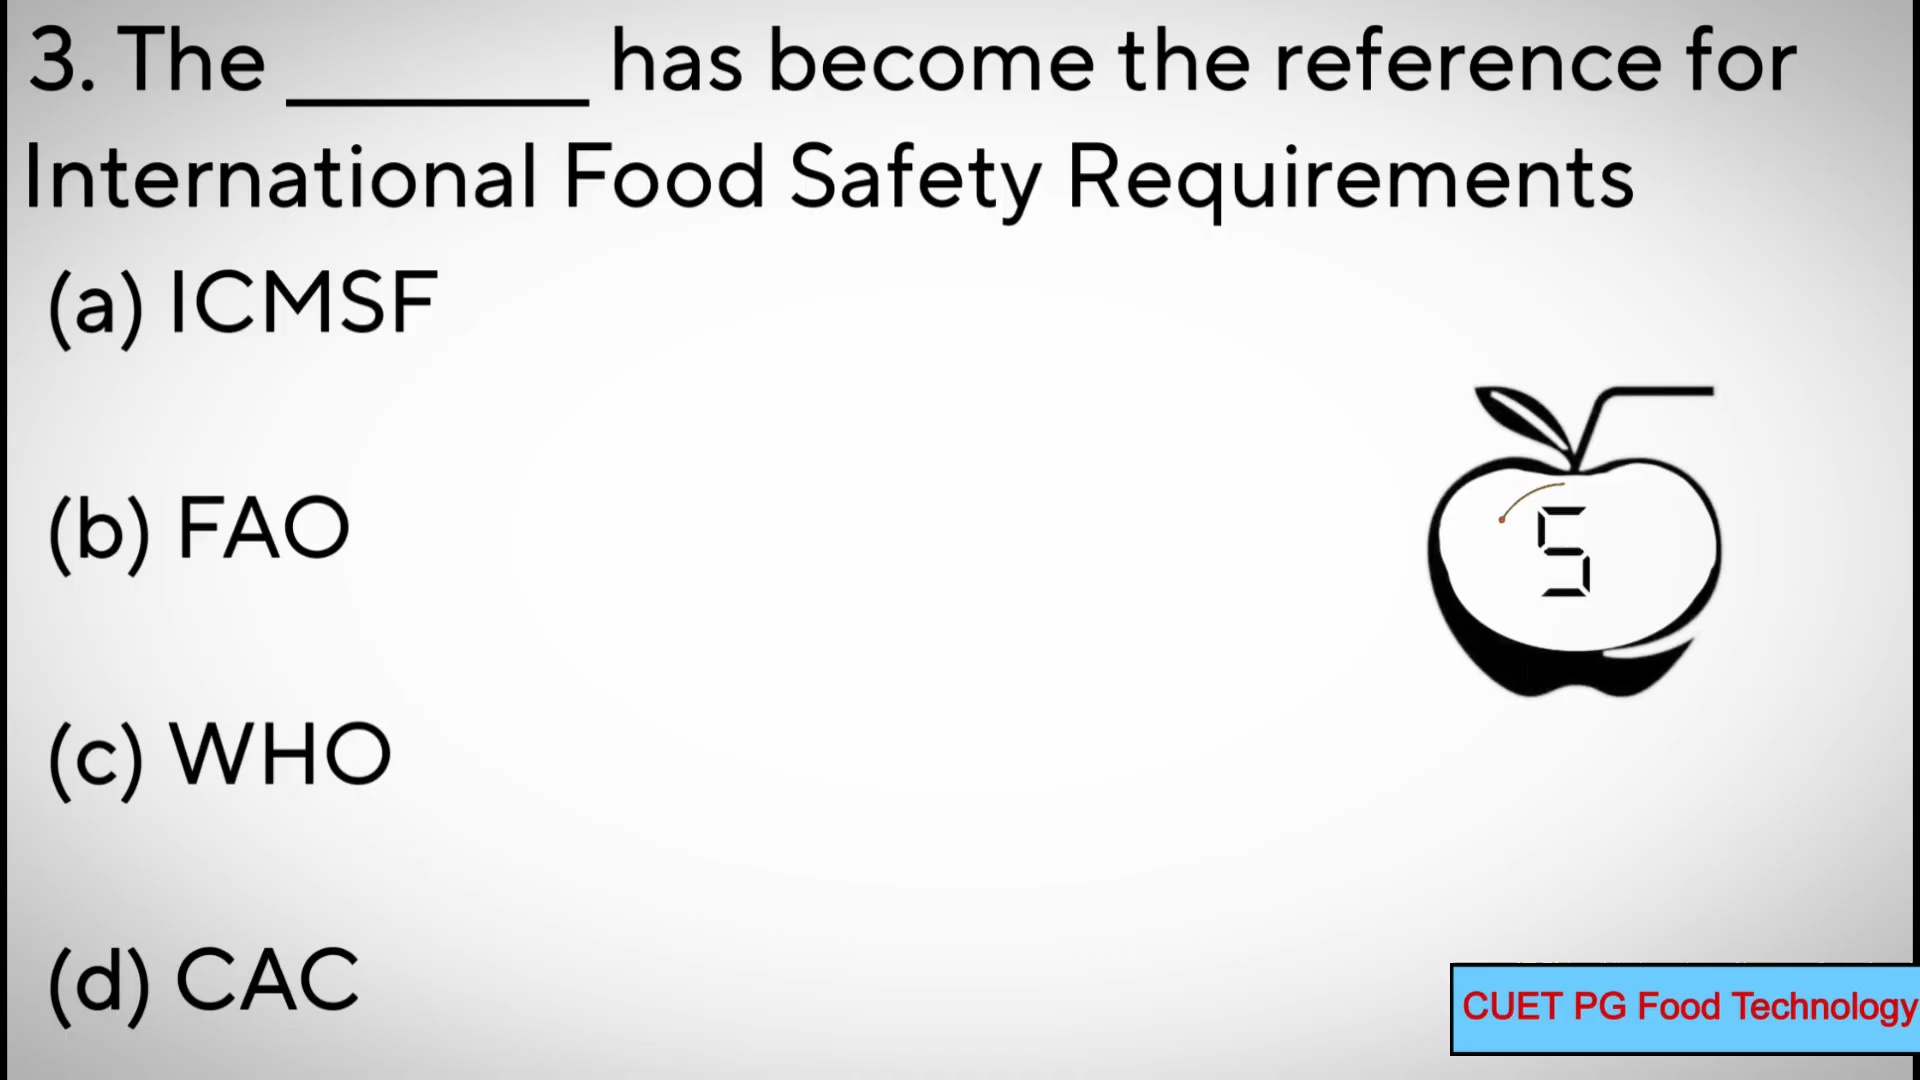 3. The ________ has become the reference for
International Food Safety Requirements
(a) ICMSF
(b) FAO
5
(c) WHO
(d) CAC
CUET PG Food Technology